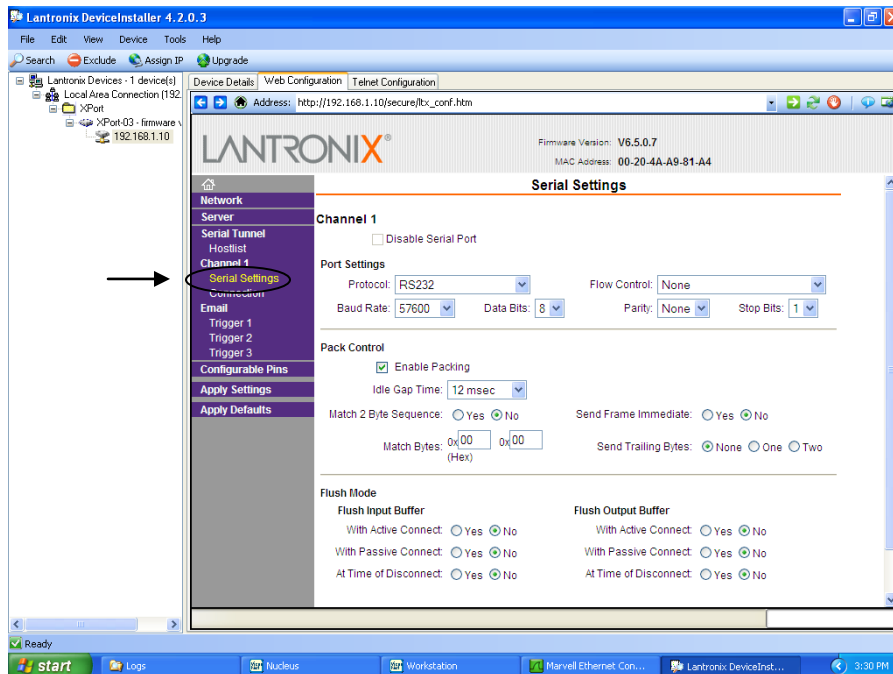 Lantronix DeviceInstaller 4.2.0.3
File Edit View Device Tools Help
Search Exclude Assign IP Upgrade
Lantronix Devices - 1 device(s)
Local Area Connection (192.
XPort
XPort-03 - firmware v
192.168.1.10
Device Details Web Configuration Telnet Configuration
Address: http://192.168.1.10/secure/ltx_conf.htm
LANTRONIX®
Firmware Version: V6.5.0.7
MAC Address: 00-20-4A-A9-81-A4
Network
Server
Serial Tunnel
Hostlist
Channel 1
Serial Settings
Connection
Email
Trigger 1
Trigger 2
Trigger 3
Configurable Pins
Apply Settings
Apply Defaults
Serial Settings
Channel 1
Disable Serial Port
Port Settings
Protocol: RS232 Flow Control: None
Baud Rate: 57600 Data Bits: 8 Parity: None Stop Bits: 1
Pack Control
Enable Packing
Idle Gap Time: 12 msec
Match 2 Byte Sequence: Yes No Send Frame Immediate: Yes No
Match Bytes: 0x 00 0x 00 Send Trailing Bytes: None One Two
(Hex)
Flush Mode
Flush Input Buffer Flush Output Buffer
With Active Connect: Yes No With Active Connect: Yes No
With Passive Connect: Yes No With Passive Connect: Yes No
At Time of Disconnect: Yes No At Time of Disconnect: Yes No
Ready
start Logs Nucleus Workstation Marvell Ethernet Con... Lantronix DeviceInst... 3:30 PM